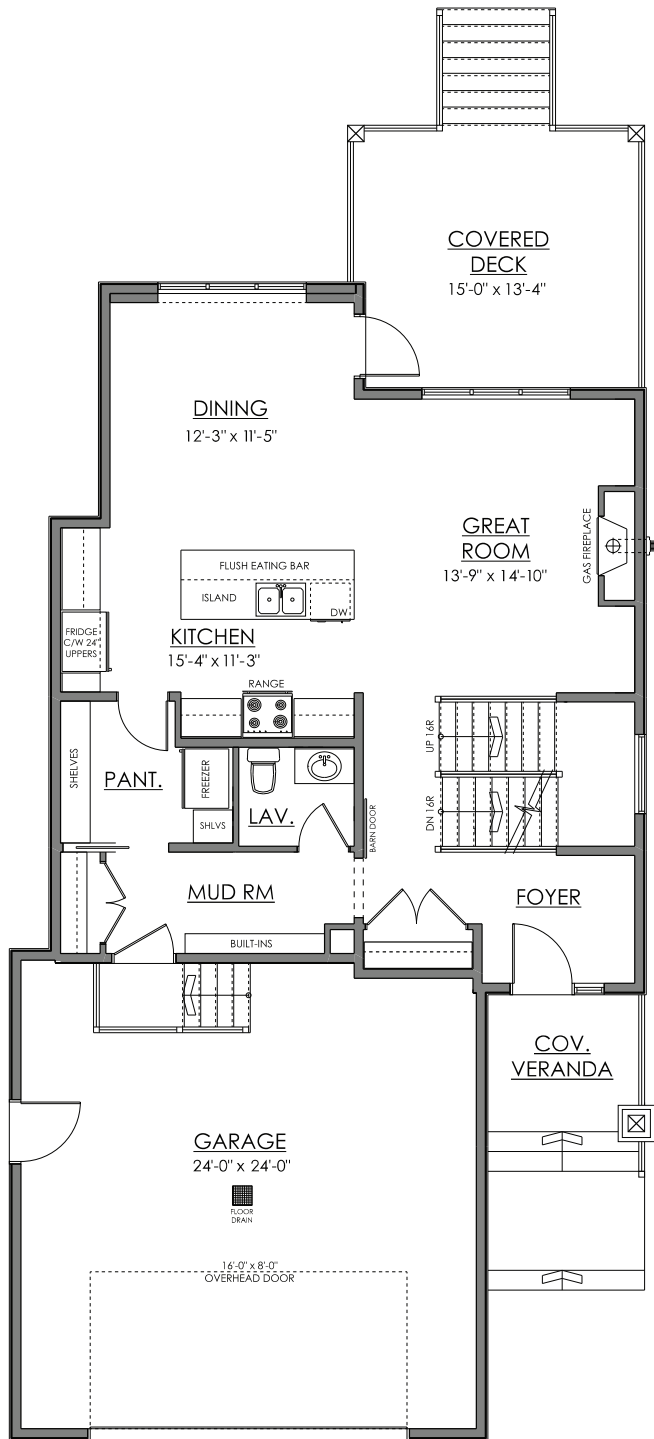 COVERED
DECK
15'-0" x 13'-4"
DINING
12'-3" x 11'-5"
GREAT
ROOM
13'-9" x 14'-10"
GAS FIREPLACE
FLUSH EATING BAR
ISLAND
DW
FRIDGE
C/W 24"
UPPERS
KITCHEN
15'-4" x 11'-3"
RANGE
UP 16R
SHELVES
PANT.
FREEZER
SHLVS
LAV.
BARN DOOR
DN 16R
MUD RM
FOYER
BUILT-INS
COV.
VERANDA
GARAGE
24'-0" x 24'-0"
FLOOR
DRAIN
16'-0" x 8'-0"
OVERHEAD DOOR